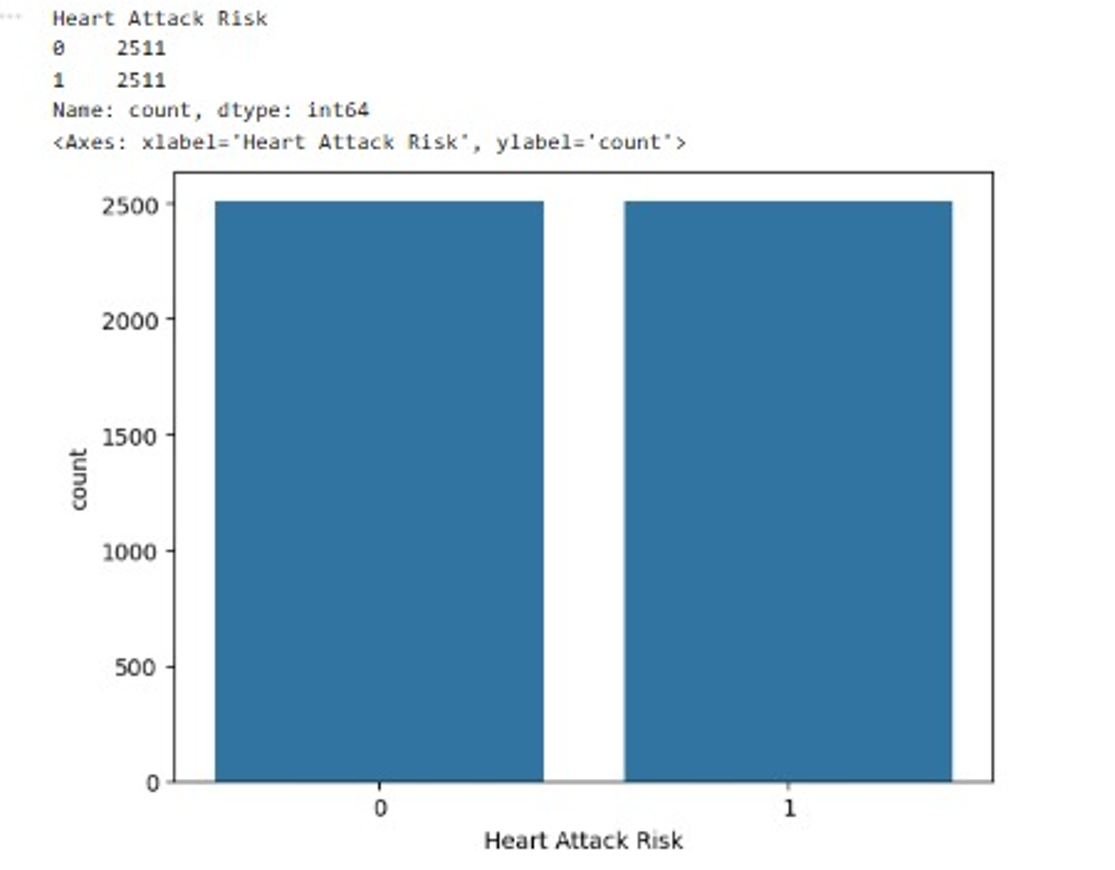 Heart Attack Risk
0    2511
1    2511
Name: count, dtype: int64
<Axes: xlabel='Heart Attack Risk', ylabel='count'>
2500
2000
1500
1000
500
0
count
0 1
Heart Attack Risk